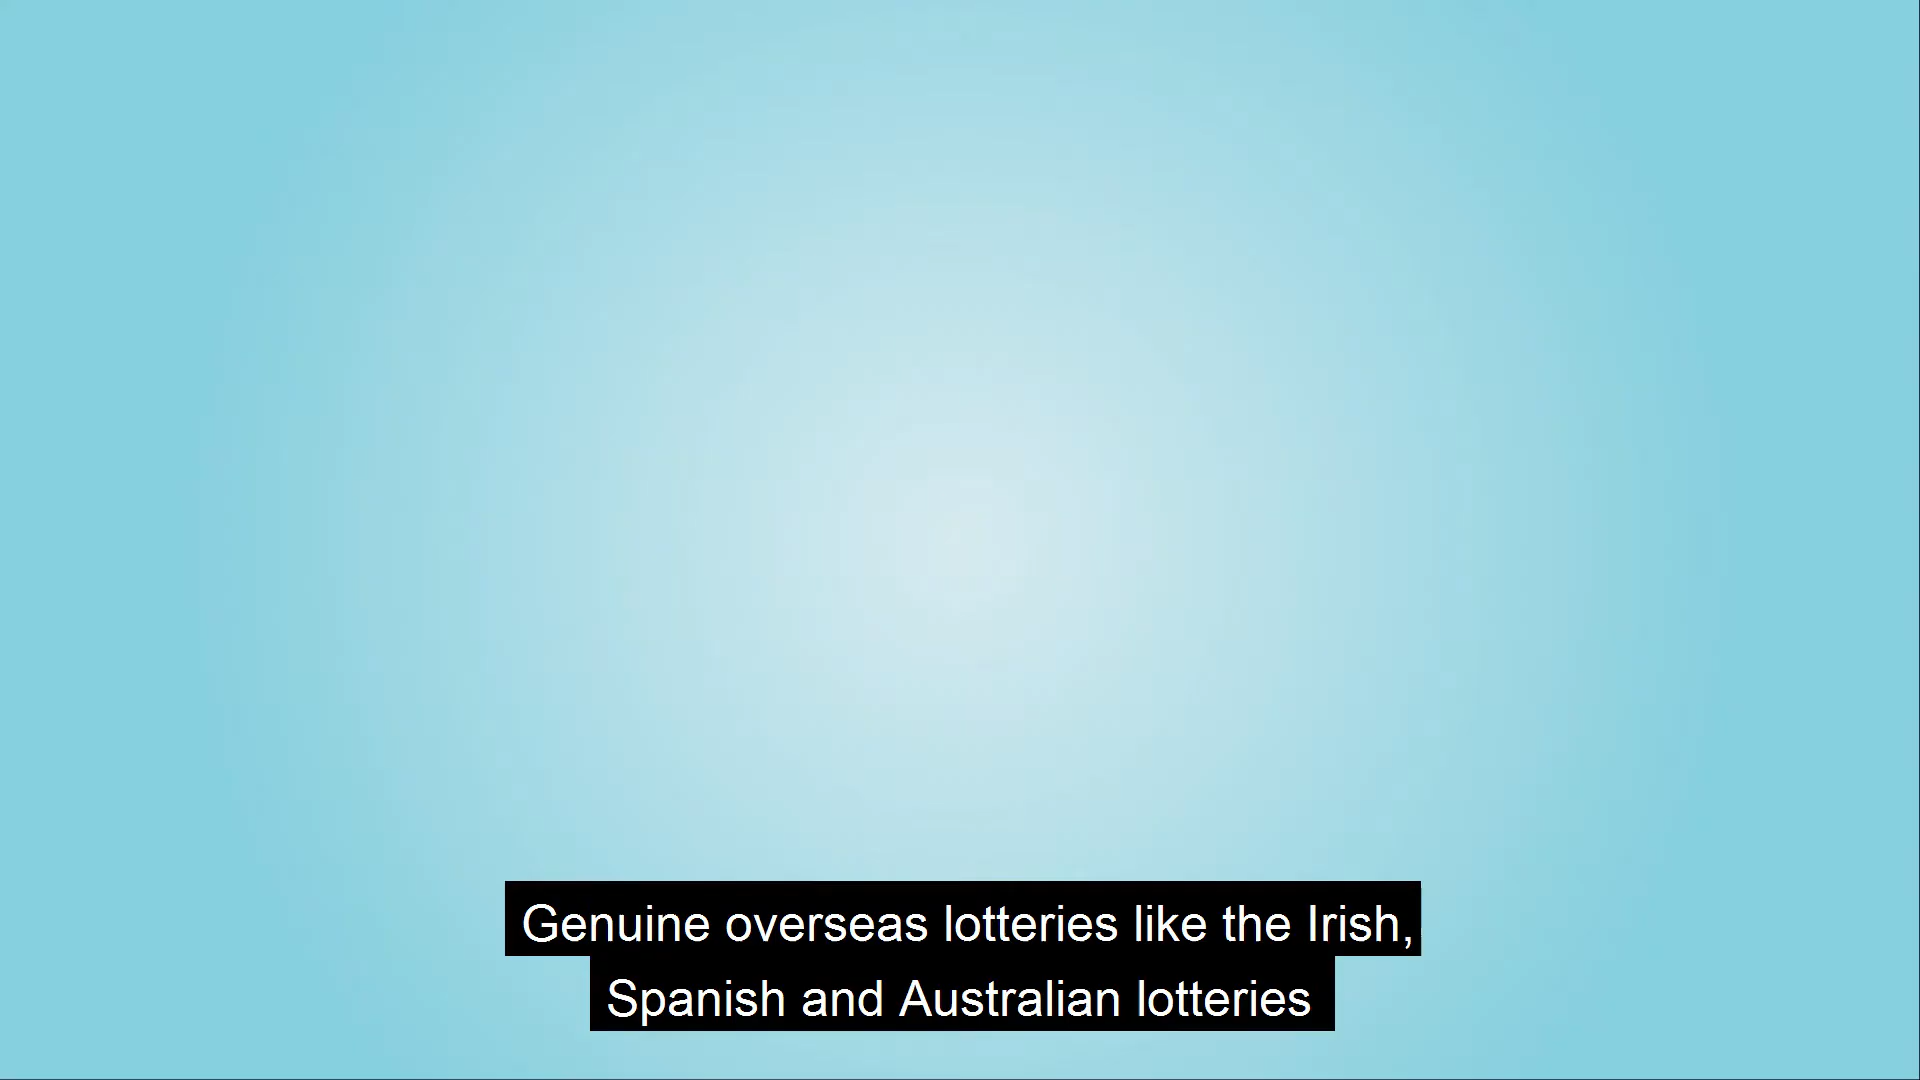 Genuine overseas lotteries like the Irish,
Spanish and Australian lotteries